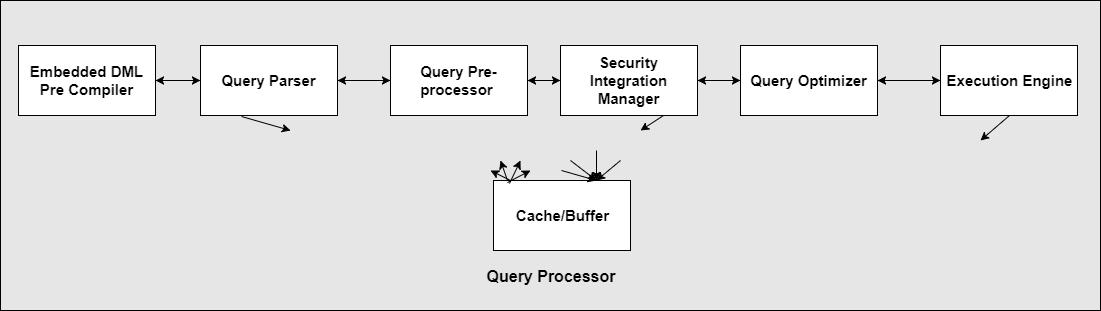 Embedded DML
Pre Compiler
Query Parser
Query Pre-
processor
Security
Integration
Manager
Query Optimizer
Execution Engine
Cache/Buffer
Query Processor